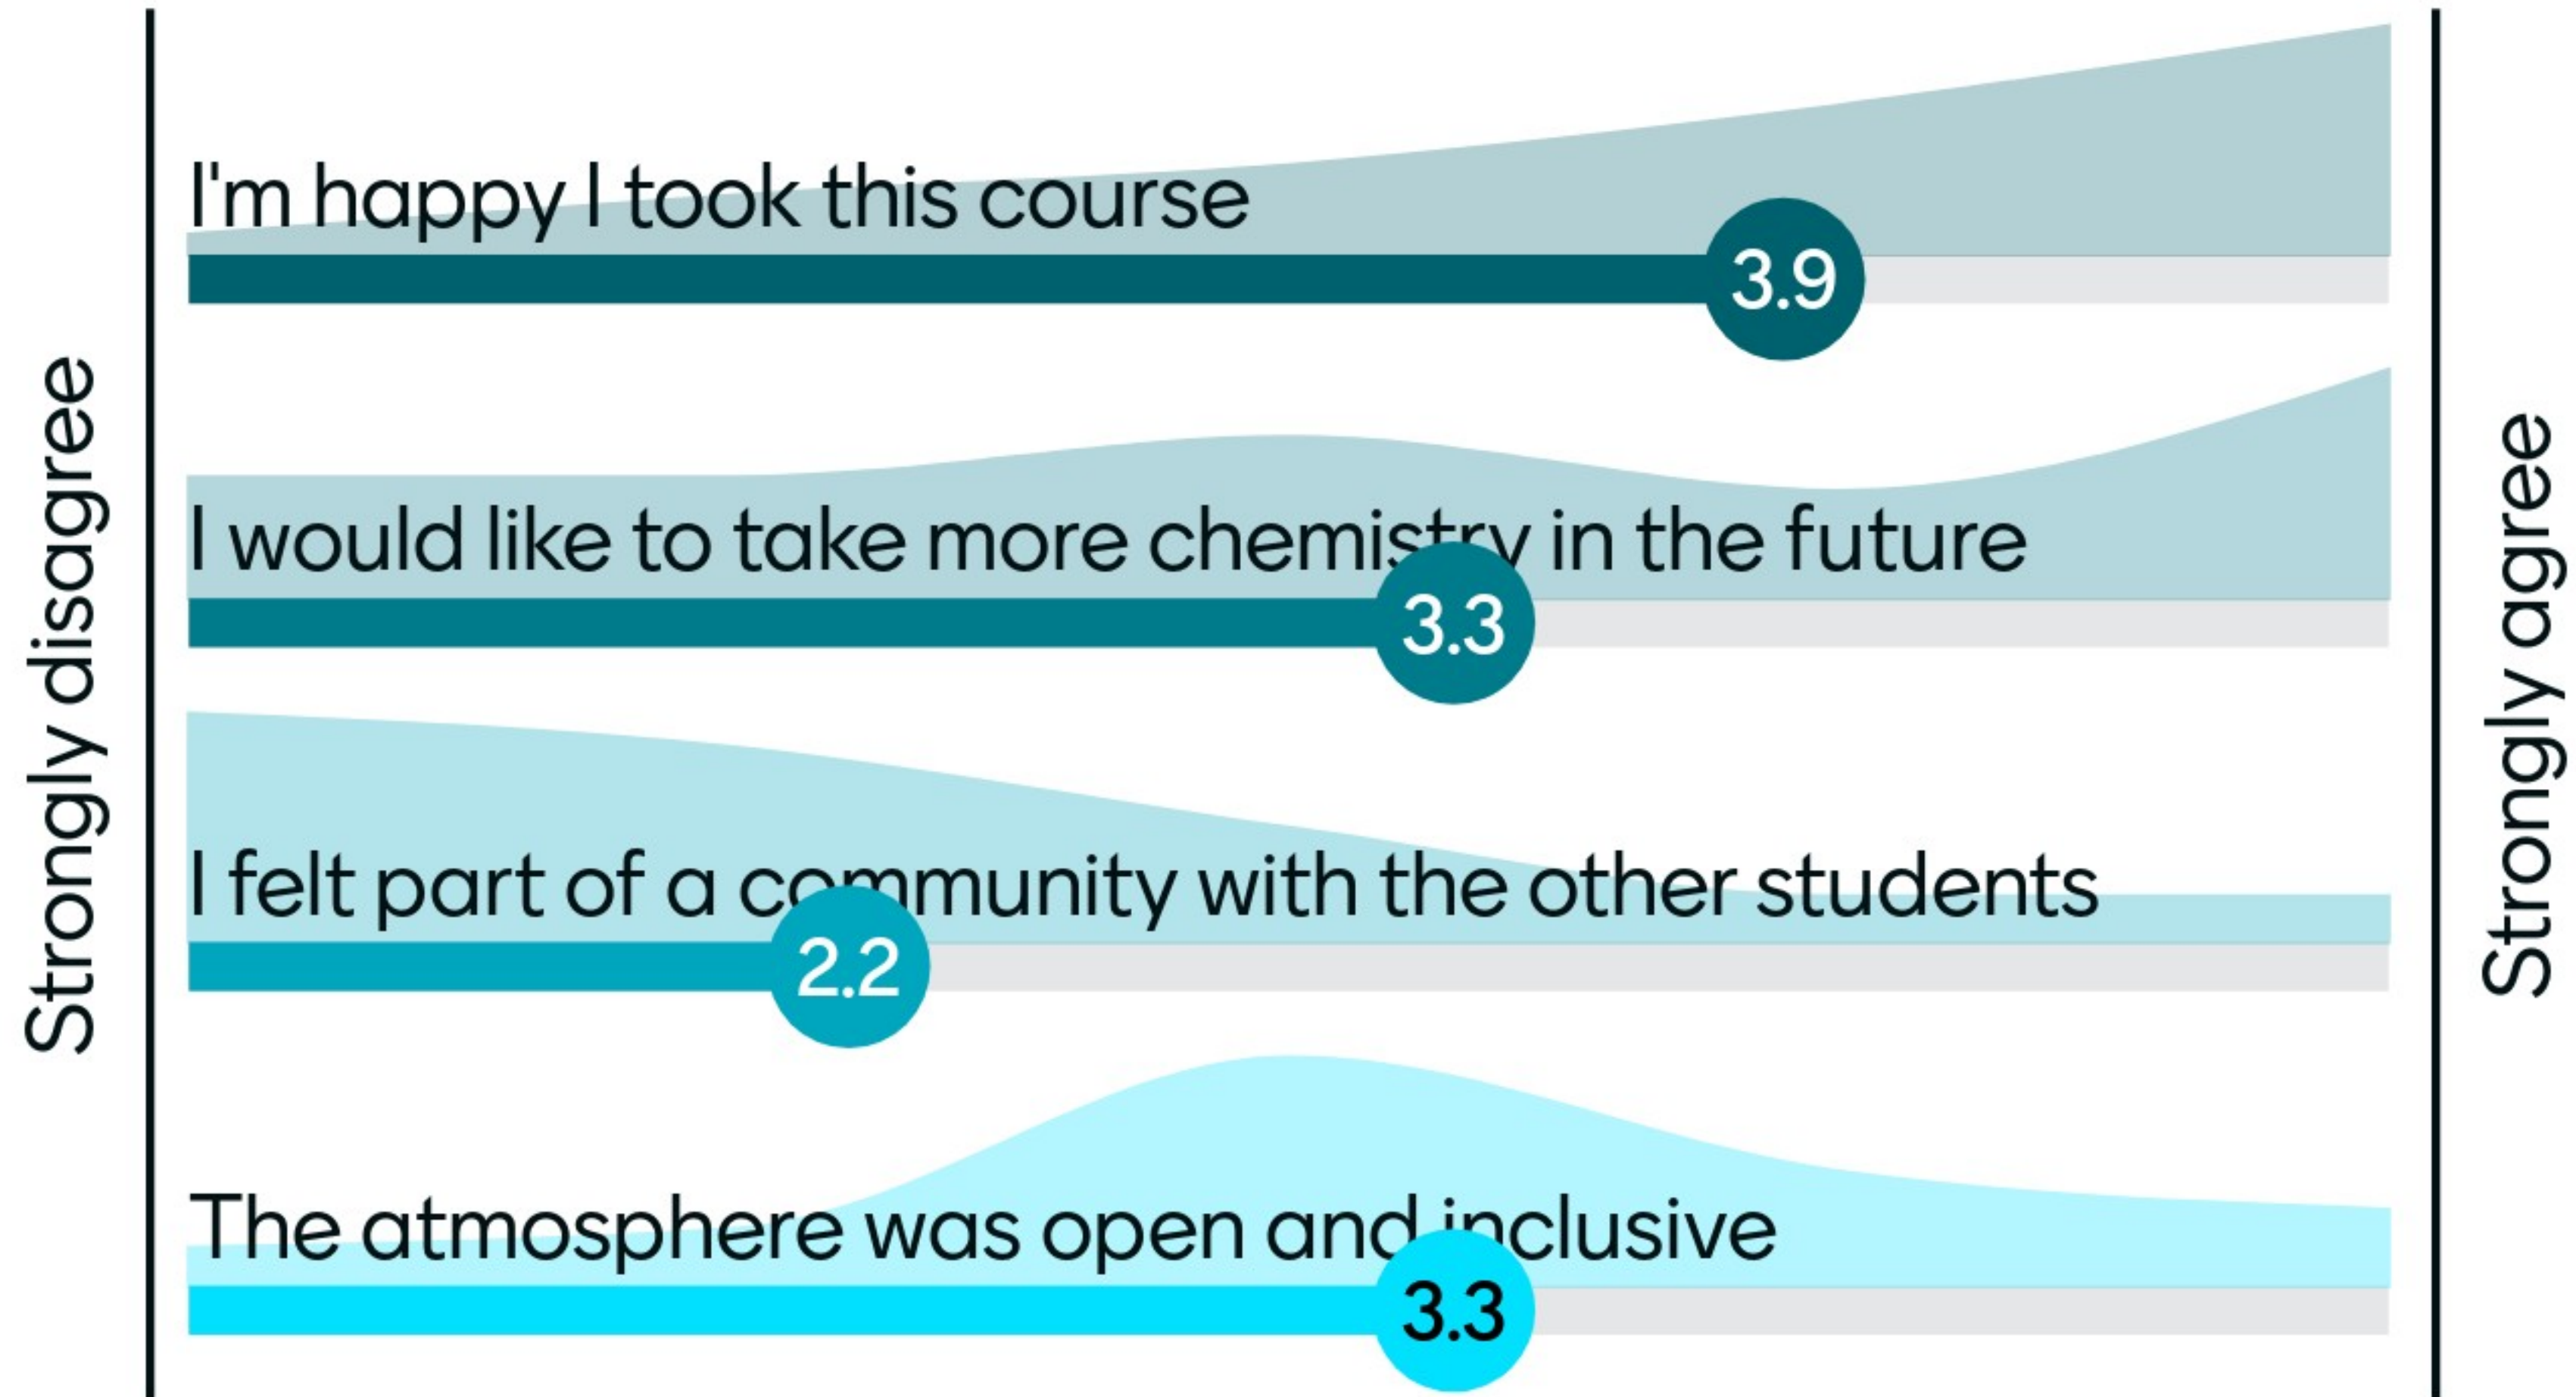 Strongly disagree
I'm happy I took this course
3.9
I would like to take more chemistry in the future
3.3
I felt part of a community with the other students
2.2
The atmosphere was open and inclusive
3.3
Strongly agree